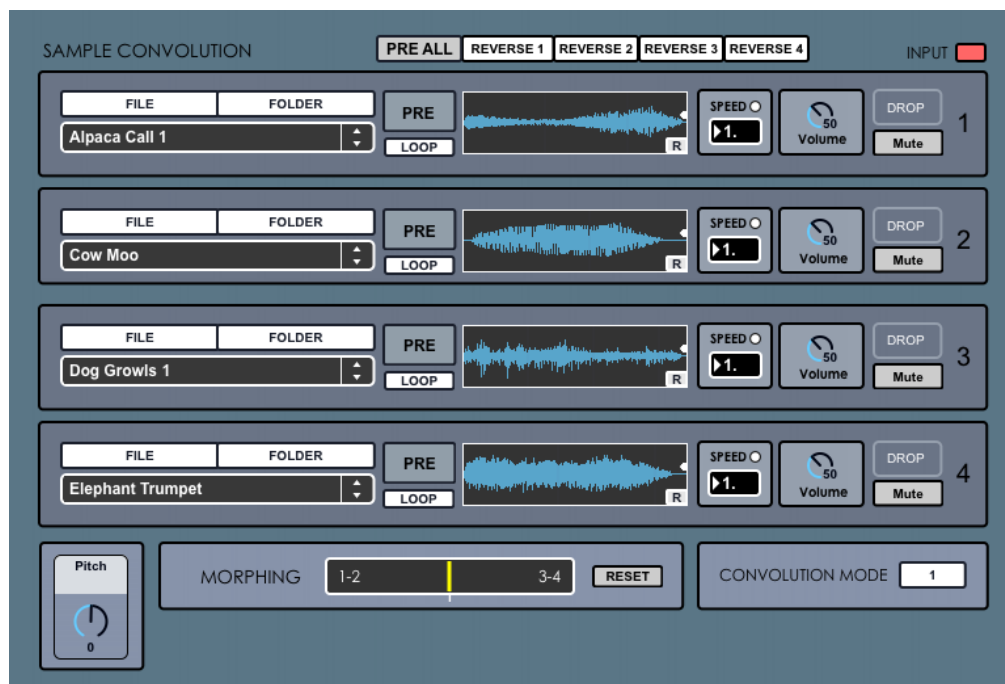 SAMPLE CONVOLUTION PRE ALL REVERSE 1 REVERSE 2 REVERSE 3 REVERSE 4 INPUT
FILE FOLDER PRE SPEED DROP
Alpaca Call 1 LOOP R 1. 50 Volume Mute 1
FILE FOLDER PRE SPEED DROP
Cow Moo LOOP R 1. 50 Volume Mute 2
FILE FOLDER PRE SPEED DROP
Dog Growls 1 LOOP R 1. 50 Volume Mute 3
FILE FOLDER PRE SPEED DROP
Elephant Trumpet LOOP R 1. 50 Volume Mute 4
Pitch
MORPHING 1-2 3-4 RESET CONVOLUTION MODE 1
0